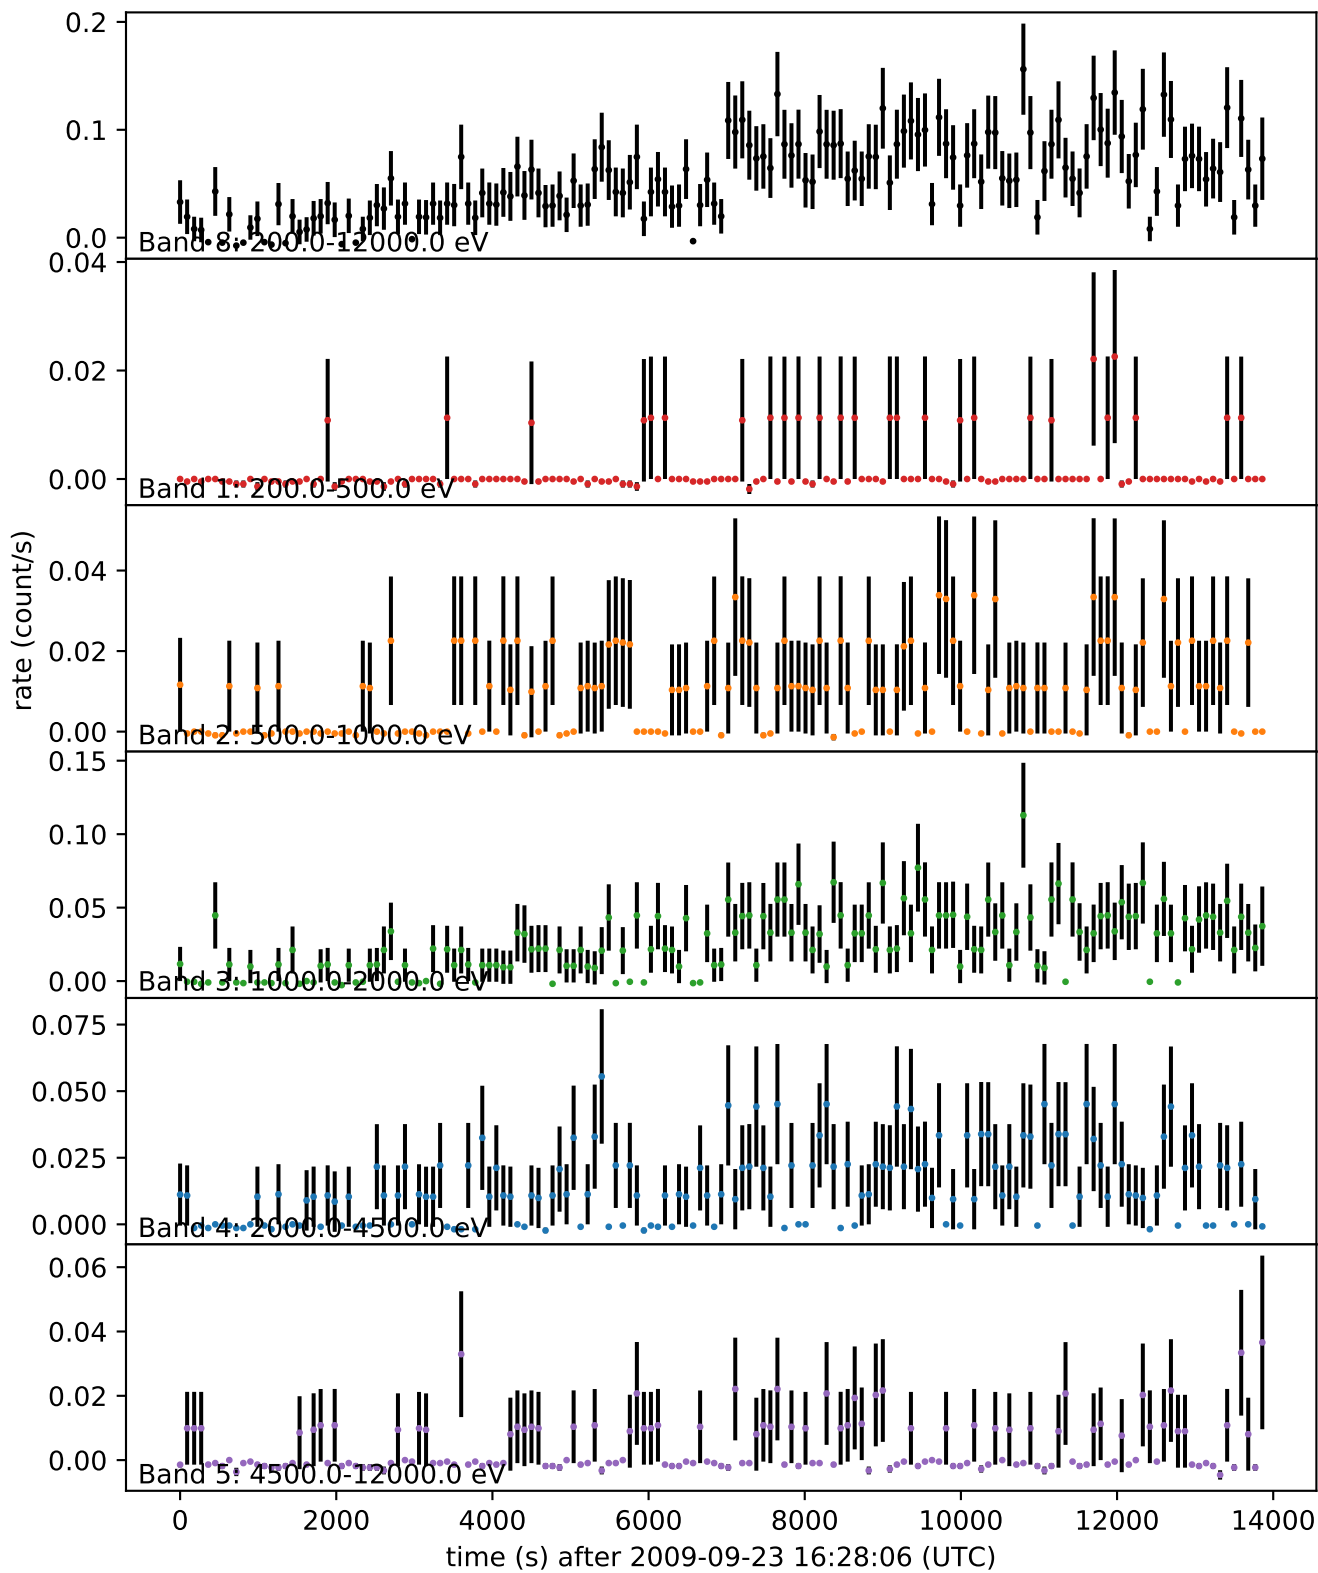 0.2
0.1
0.0
Band 8: 200.0-12000.0 eV
0.04
0.02
0.00
Band 1: 200.0-500.0 eV
0.04
0.02
0.00
Band 2: 500.0-1000.0 eV
rate (count/s)
0.15
0.10
0.05
0.00
Band 3: 1000.0-2000.0 eV
0.075
0.050
0.025
0.000
Band 4: 2000.0-4500.0 eV
0.06
0.04
0.02
0.00
Band 5: 4500.0-12000.0 eV
0 2000 4000 6000 8000 10000 12000 14000
time (s) after 2009-09-23 16:28:06 (UTC)